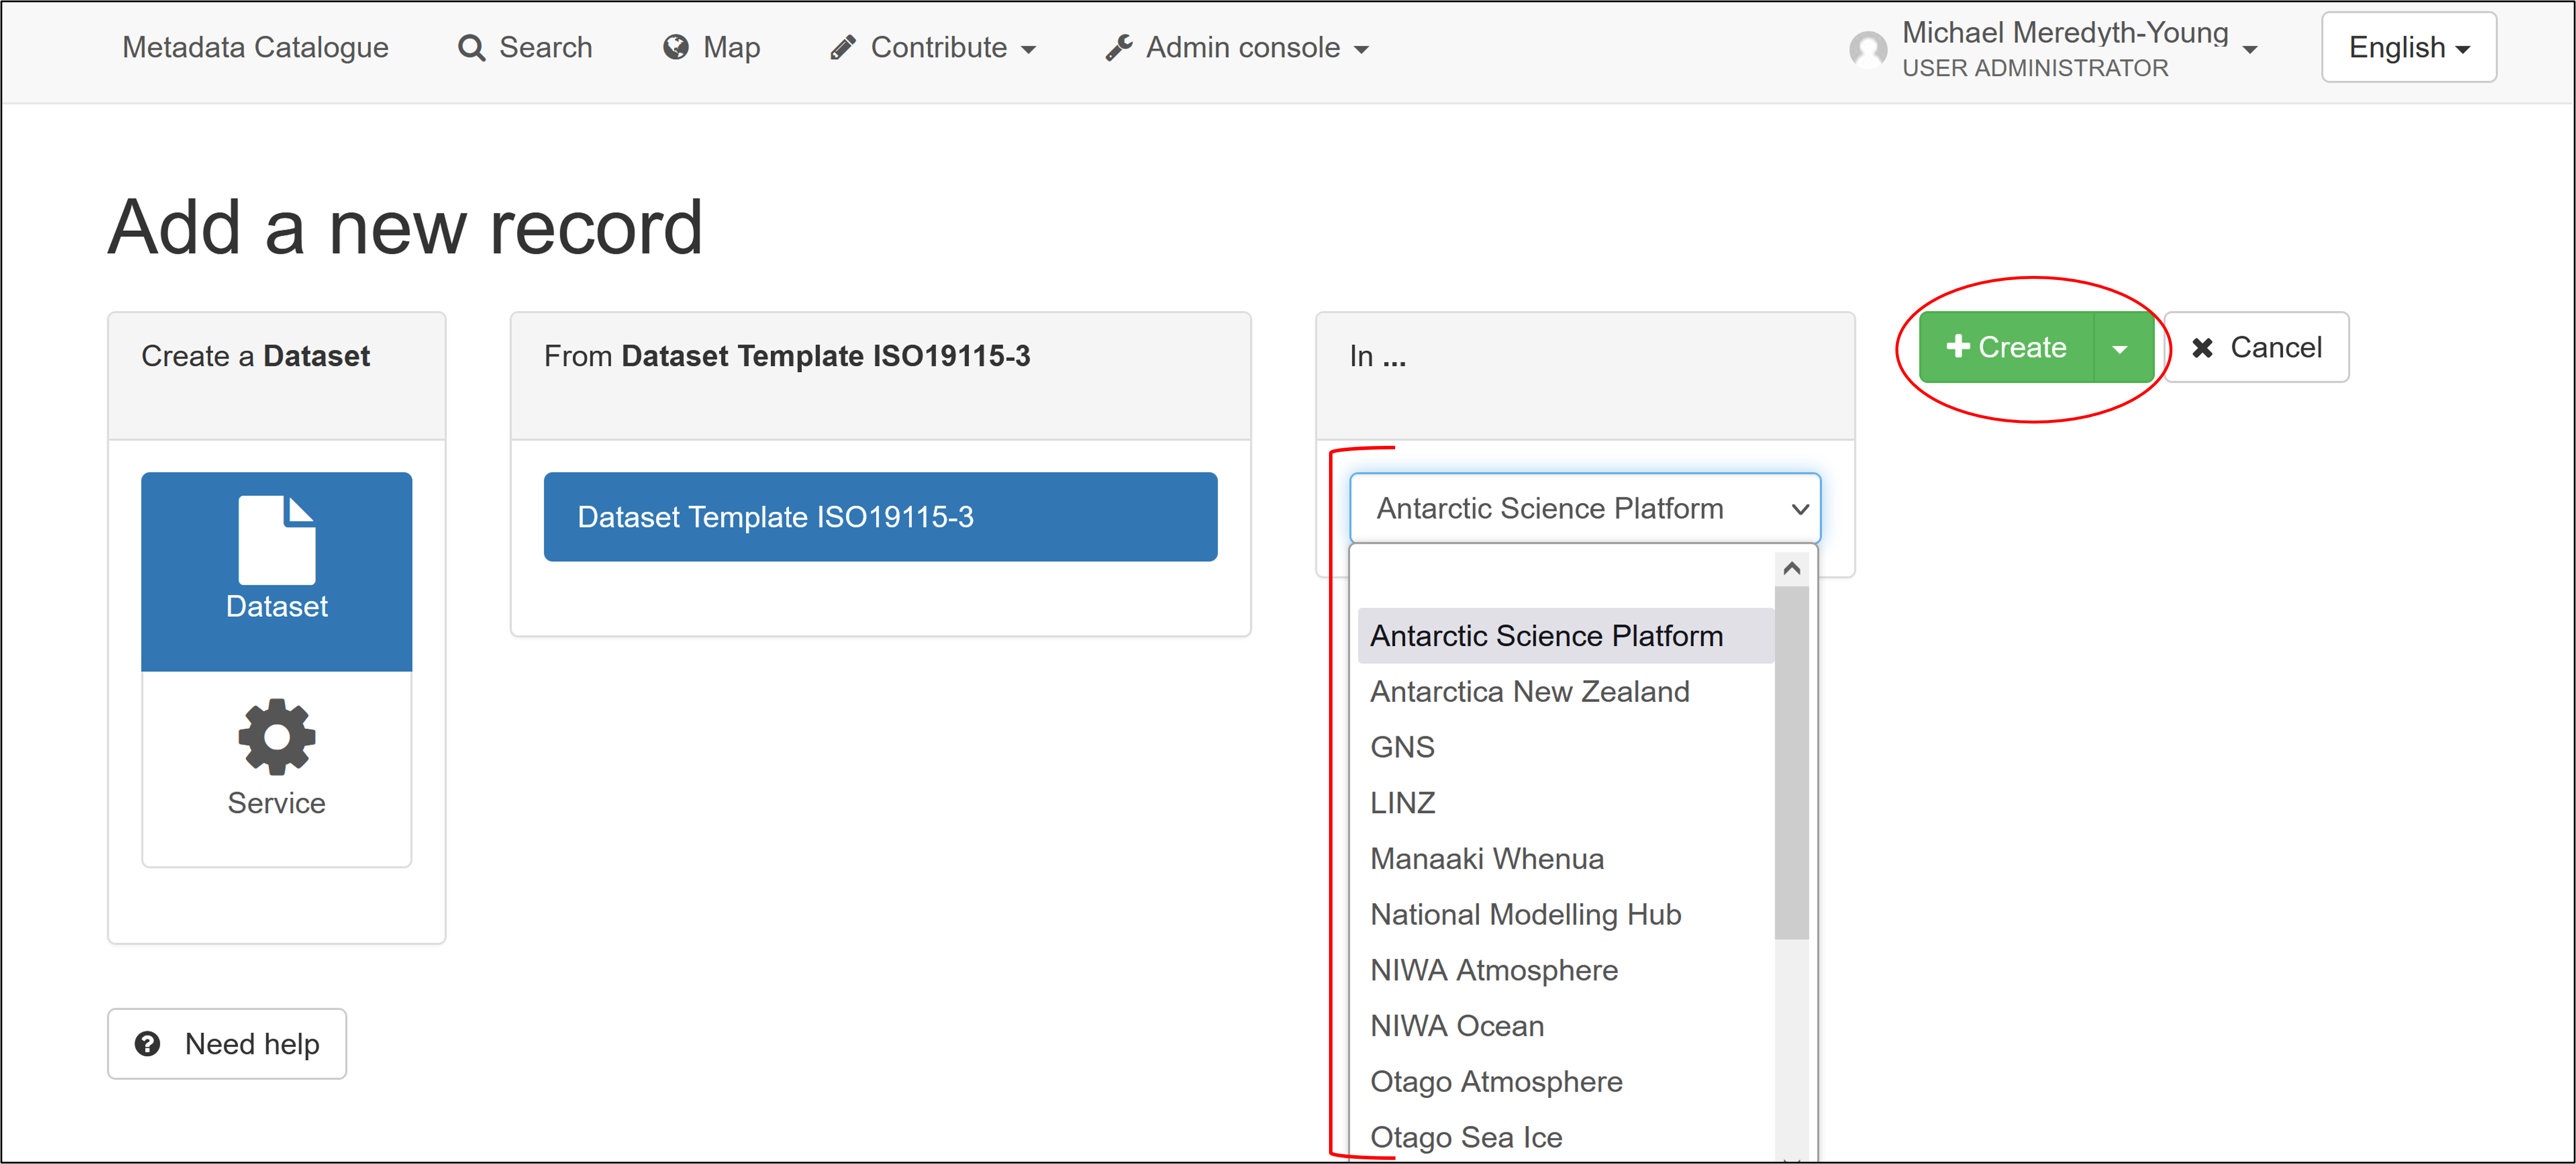 Metadata Catalogue Search Map Contribute Admin console Michael Meredyth-Young English
USER ADMINISTRATOR
Add a new record
Create a Dataset
From Dataset Template ISO19115-3
In ...
Create
Cancel
Dataset
Service
Dataset Template ISO19115-3
Antarctic Science Platform
Antarctic Science Platform
Antarctica New Zealand
GNS
LINZ
Manaaki Whenua
National Modelling Hub
NIWA Atmosphere
NIWA Ocean
Otago Atmosphere
Otago Sea Ice
Need help